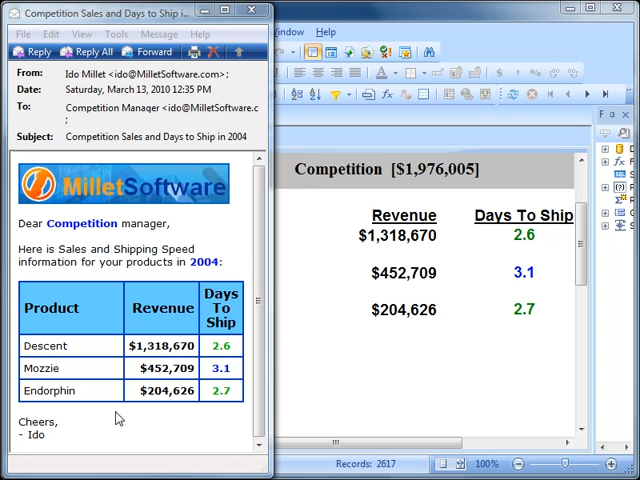 Competition Sales and Days to Ship i...
File Edit View Tools Message Help
Reply Reply All Forward
From: Ido Millet <ido@MilletSoftware.com>;
Date: Saturday, March 13, 2010 12:35 PM
To: Competition Manager <ido@MilletSoftware.c
;
Subject: Competition Sales and Days to Ship in 2004
MilletSoftware
Dear Competition manager,
Here is Sales and Shipping Speed
information for your products in 2004:
Product Revenue Days To Ship
Descent $1,318,670 2.6
Mozzie $452,709 3.1
Endorphin $204,626 2.7
Cheers,
- Ido
Window Help
Competition [$1,976,005]
Revenue Days To Ship
$1,318,670 2.6
$452,709 3.1
$204,626 2.7
Records: 2617 100%